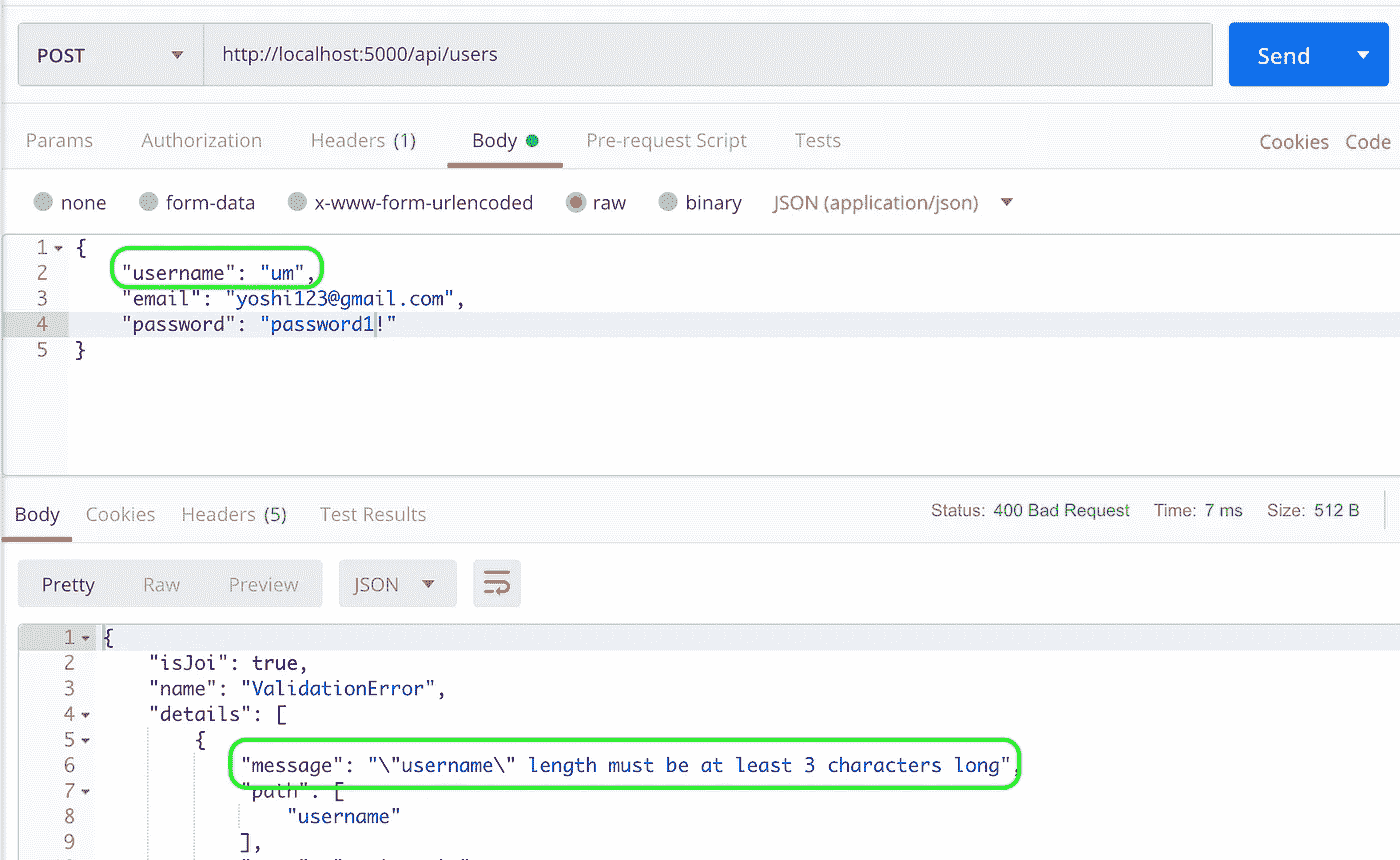 POST http://localhost:5000/api/users Send
Params Authorization Headers (1) Body Pre-request Script Tests Cookies Code
none form-data x-www-form-urlencoded raw binary JSON (application/json)
1 {
2 "username": "um",
3 "email": "yoshi123@gmail.com",
4 "password": "password1!"
5 }
Body Cookies Headers (5) Test Results Status: 400 Bad Request Time: 7 ms Size: 512 B
Pretty Raw Preview JSON
1 {
2 "isJoi": true,
3 "name": "ValidationError",
4 "details": [
5 {
6 "message": "\"username\" length must be at least 3 characters long",
7 "path": [
8 "username"
9 ],